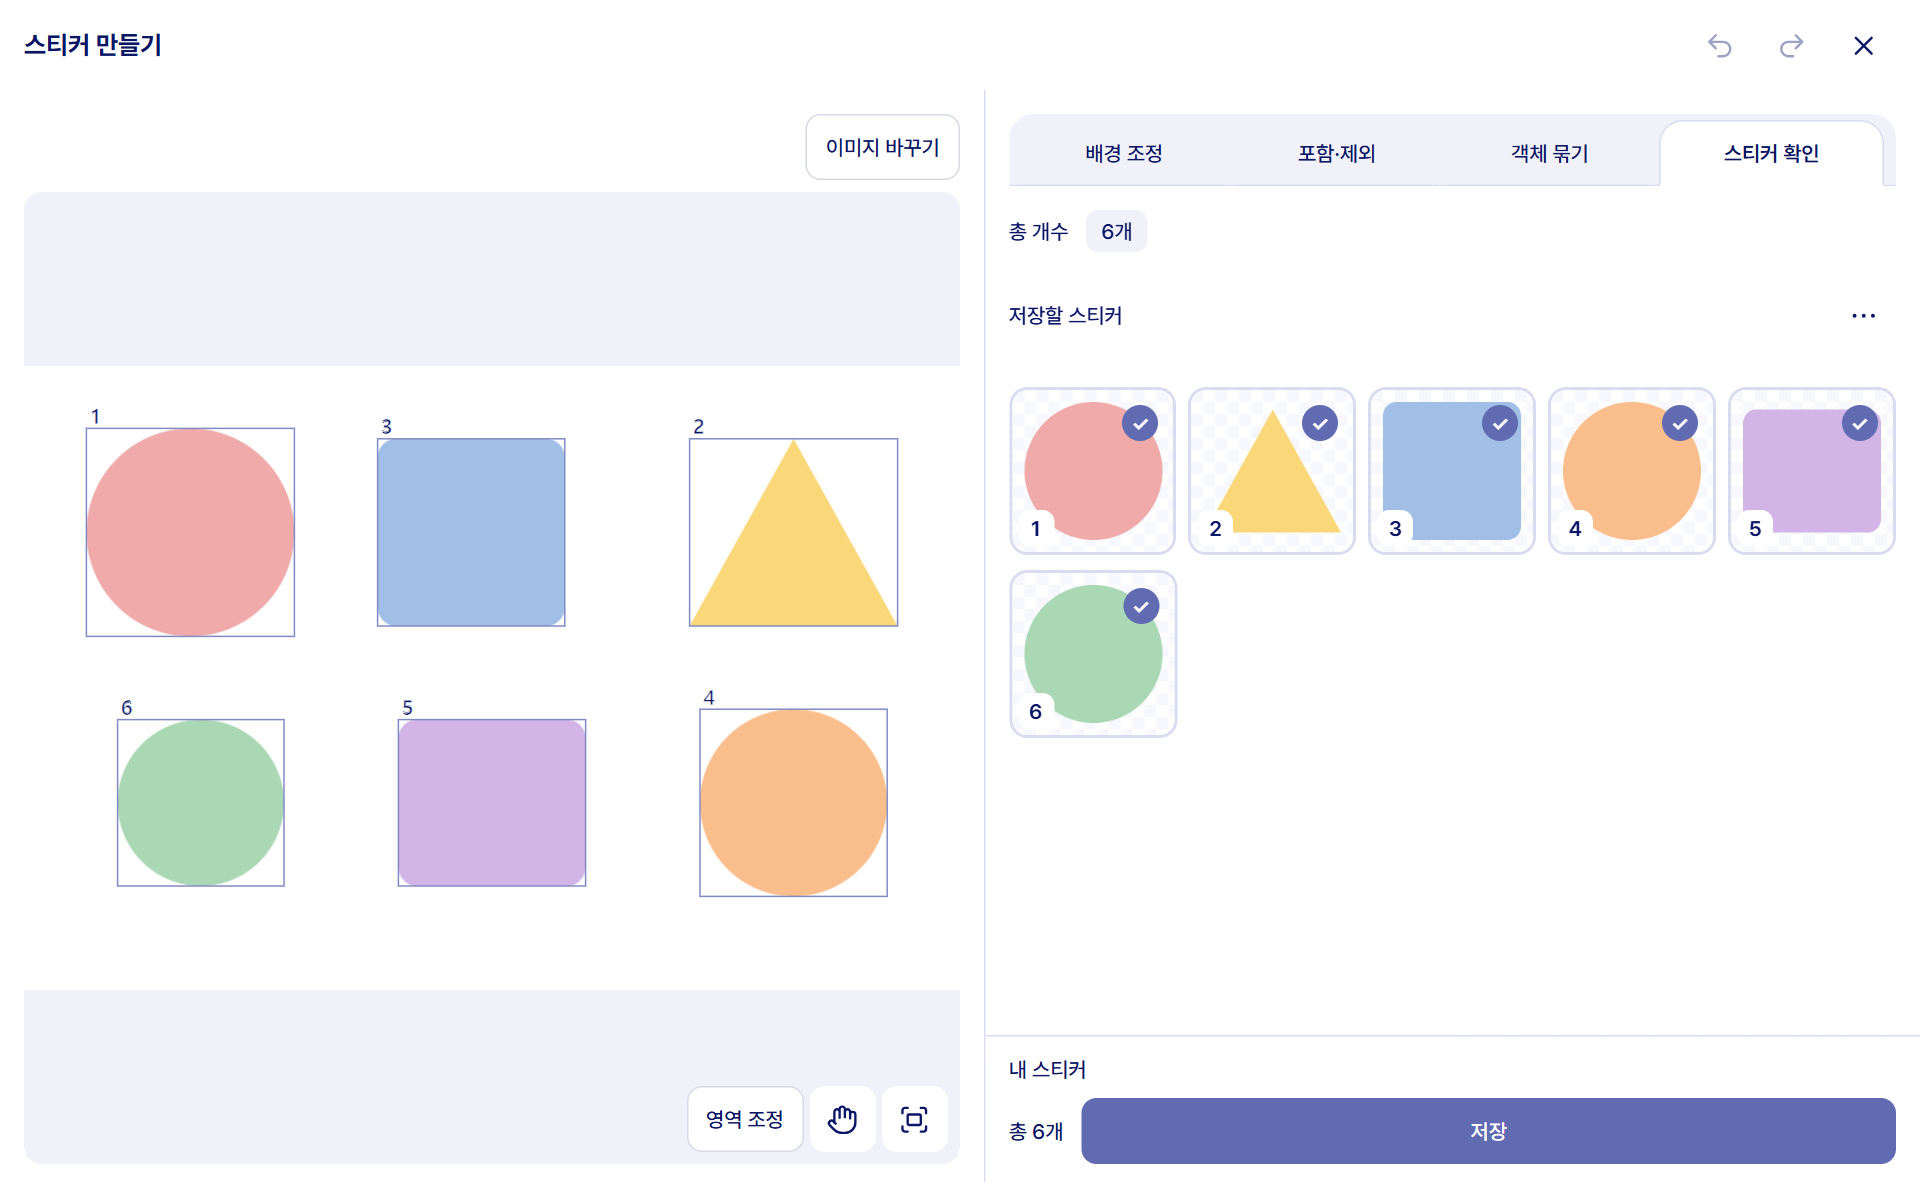 스티커 만들기
이미지 바꾸기
1
3
2
6
5
4
영역 조정
배경 조정
포함·제외
객체 묶기
스티커 확인
총 개수 6개
저장할 스티커
1
2
3
4
5
6
내 스티커
총 6개
저장